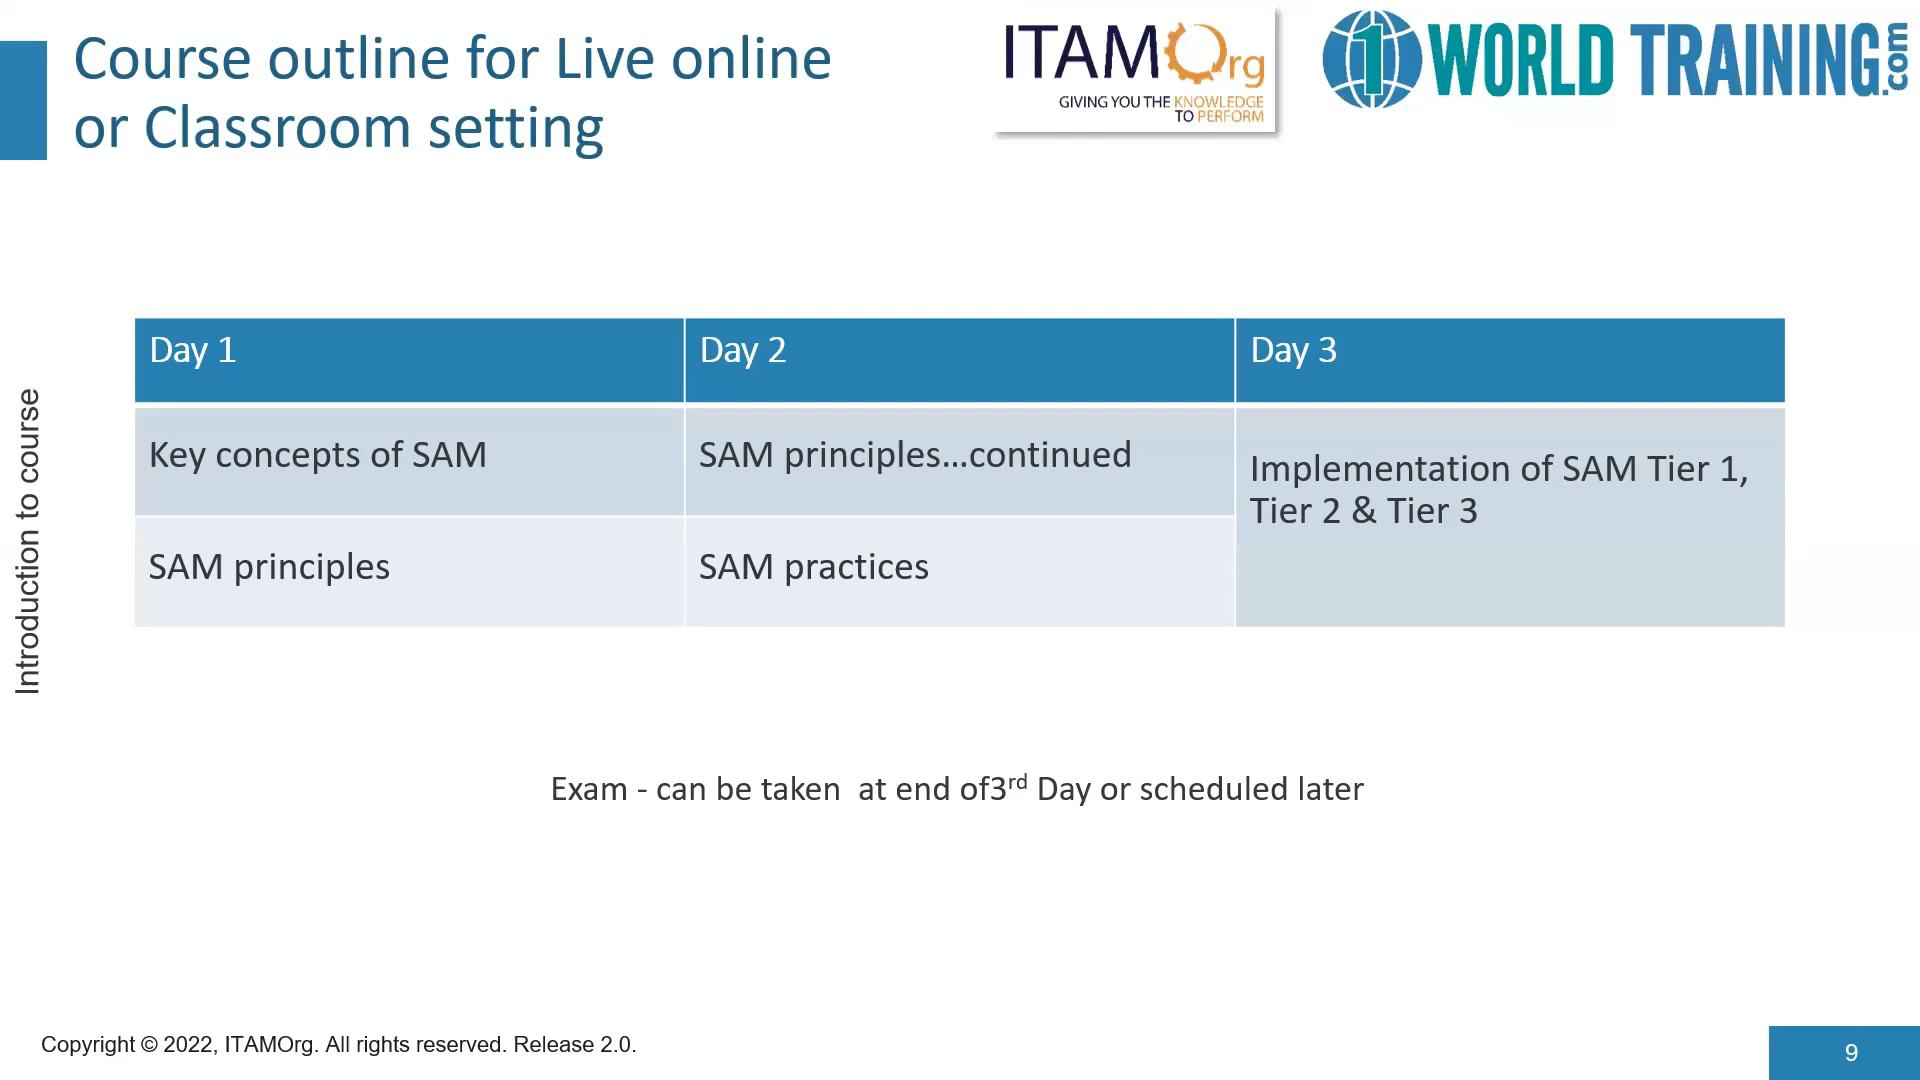 Course outline for Live online
or Classroom setting
ITAMOrg
GIVING YOU THE KNOWLEDGE
TO PERFORM
1 WORLD TRAINING.com
Introduction to course
Day 1
Day 2
Day 3
Key concepts of SAM
SAM principles…continued
Implementation of SAM Tier 1,
Tier 2 & Tier 3
SAM principles
SAM practices
Exam - can be taken  at end of3rd Day or scheduled later
Copyright © 2022, ITAMOrg. All rights reserved. Release 2.0.
9